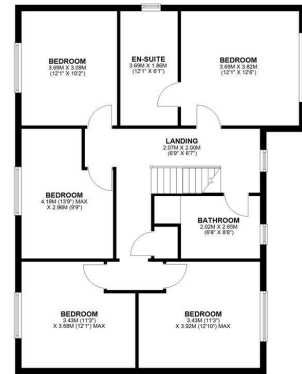 BEDROOM
3.69M X 3.09M
(12'1" X 10'2")
EN-SUITE
3.69M X 1.86M
(12'1" X 6'1")
BEDROOM
3.69M X 3.82M
(12'1" X 12'6")
LANDING
2.07M X 2.00M
(6'9" X 6'7")
BEDROOM
4.19M (13'9") MAX
X 2.96M (9'9")
BATHROOM
2.02M X 2.65M
(6'8" X 8'8")
BEDROOM
3.43M (11'3")
X 3.68M (12'1") MAX
BEDROOM
3.43M (11'3")
X 3.92M (12'10") MAX